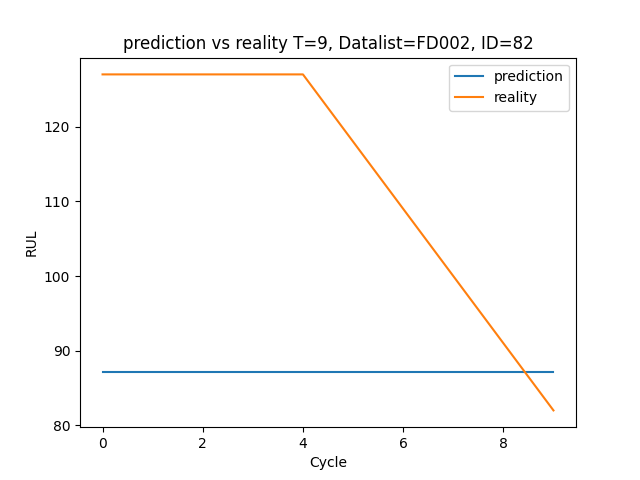 prediction vs reality T=9, Datalist=FD002, ID=82
prediction
reality
120
110
100
90
80
RUL
0 2 4 6 8
Cycle